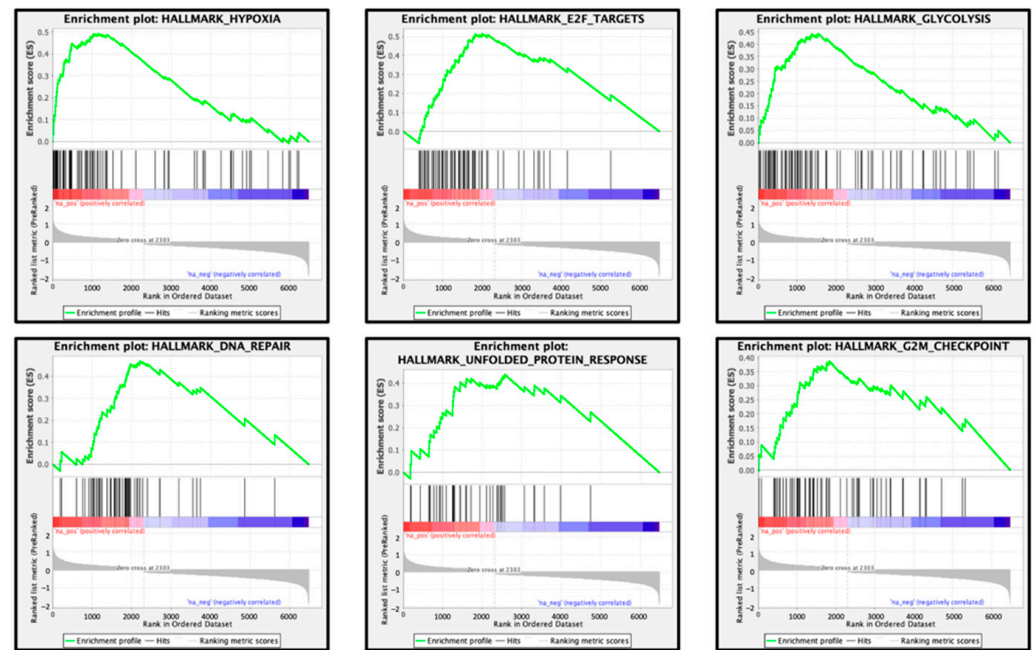 Enrichment plot: HALLMARK_HYPOXIA
Enrichment score (ES)
0.5
0.4
0.3
0.2
0.1
0.0
'na_pos' (positively correlated)
Ranked list metric (PreRanked)
2
1
0
-1
-2
Zero cross at 2303
'na_neg' (negatively correlated)
0 1000 2000 3000 4000 5000 6000
Rank in Ordered Dataset
Enrichment profile Hits Ranking metric scores
Enrichment plot: HALLMARK_E2F_TARGETS
Enrichment score (ES)
0.5
0.4
0.3
0.2
0.1
0.0
'na_pos' (positively correlated)
Ranked list metric (PreRanked)
2
1
0
-1
-2
Zero cross at 2303
'na_neg' (negatively correlated)
0 1000 2000 3000 4000 5000 6000
Rank in Ordered Dataset
Enrichment profile Hits Ranking metric scores
Enrichment plot: HALLMARK_GLYCOLYSIS
Enrichment score (ES)
0.45
0.40
0.35
0.30
0.25
0.20
0.15
0.10
0.05
0.00
'na_pos' (positively correlated)
Ranked list metric (PreRanked)
2
1
0
-1
-2
Zero cross at 2303
'na_neg' (negatively correlated)
0 1000 2000 3000 4000 5000 6000
Rank in Ordered Dataset
Enrichment profile Hits Ranking metric scores
Enrichment plot: HALLMARK_DNA_REPAIR
Enrichment score (ES)
0.4
0.3
0.2
0.1
0.0
'na_pos' (positively correlated)
Ranked list metric (PreRanked)
2
1
0
-1
-2
Zero cross at 2303
'na_neg' (negatively correlated)
0 1000 2000 3000 4000 5000 6000
Rank in Ordered Dataset
Enrichment profile Hits Ranking metric scores
Enrichment plot:
HALLMARK_UNFOLDED_PROTEIN_RESPONSE
Enrichment score (ES)
0.4
0.3
0.2
0.1
0.0
'na_pos' (positively correlated)
Ranked list metric (PreRanked)
2
1
0
-1
-2
Zero cross at 2303
'na_neg' (negatively correlated)
0 1000 2000 3000 4000 5000 6000
Rank in Ordered Dataset
Enrichment profile Hits Ranking metric scores
Enrichment plot: HALLMARK_G2M_CHECKPOINT
Enrichment score (ES)
0.40
0.35
0.30
0.25
0.20
0.15
0.10
0.05
0.00
'na_pos' (positively correlated)
Ranked list metric (PreRanked)
2
1
0
-1
-2
Zero cross at 2303
'na_neg' (negatively correlated)
0 1000 2000 3000 4000 5000 6000
Rank in Ordered Dataset
Enrichment profile Hits Ranking metric scores